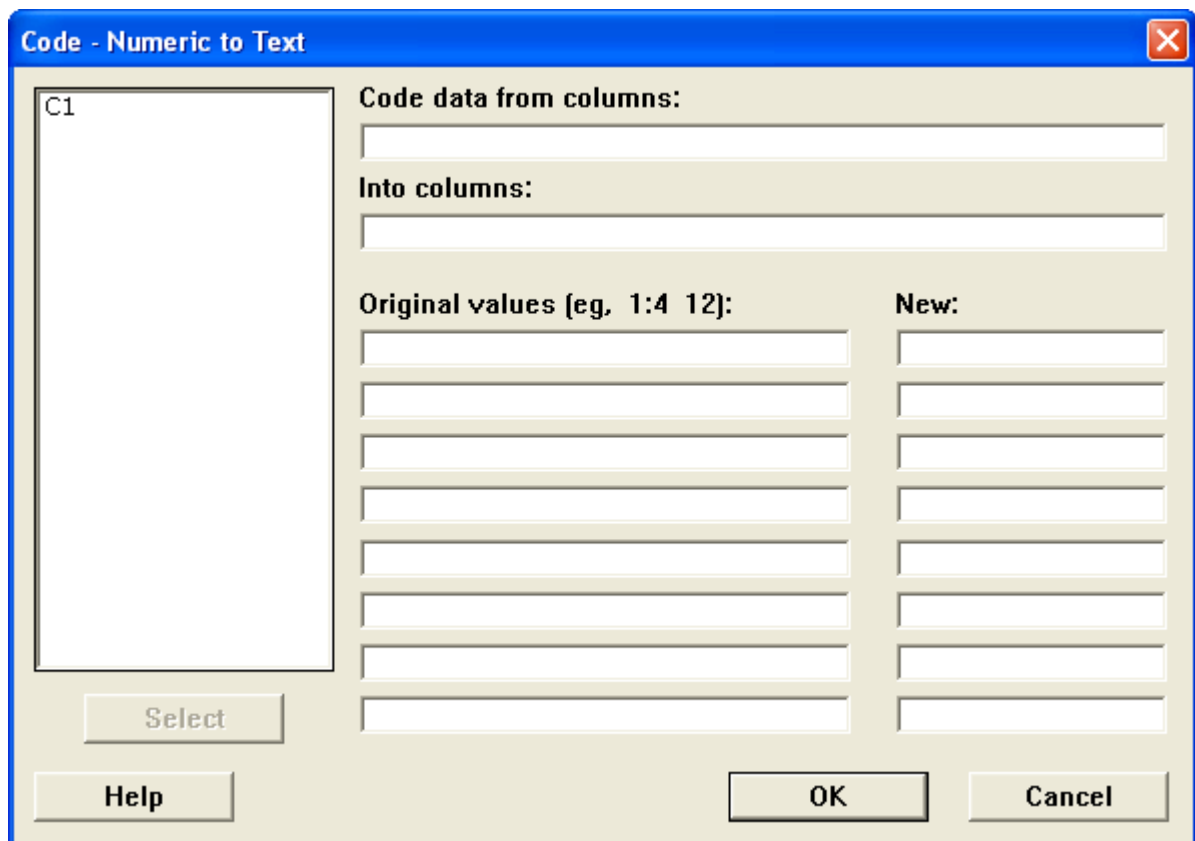 Code - Numeric to Text
C1
Code data from columns:
Into columns:
Original values (eg,  1:4  12):
New:
Select
Help
OK
Cancel